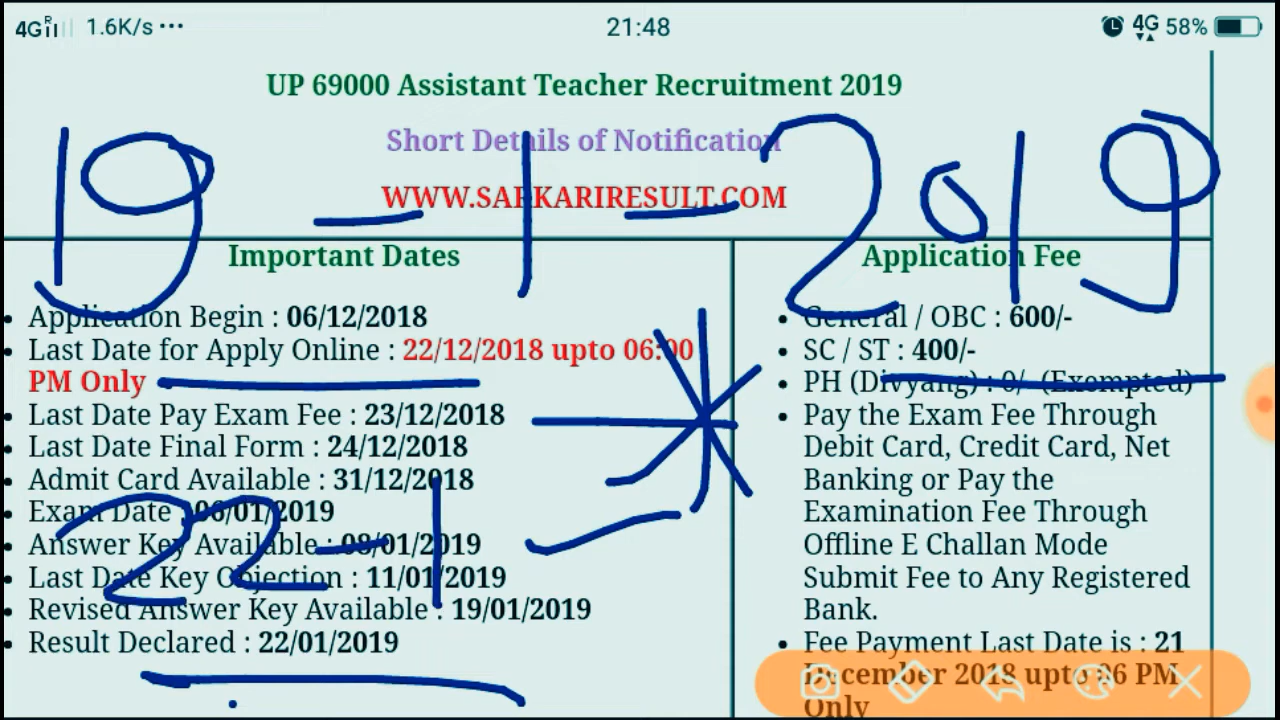 4G R 1.6K/s ··· 21:48 4G 58%
UP 69000 Assistant Teacher Recruitment 2019
Short Details of Notification
WWW.SARKARIRESULT.COM
19 - 1 - 2019
Important Dates
Application Begin : 06/12/2018
Last Date for Apply Online : 22/12/2018 upto 06:00
PM Only
Last Date Pay Exam Fee : 23/12/2018
Last Date Final Form : 24/12/2018
Admit Card Available : 31/12/2018
Exam Date : 06/01/2019
Answer Key Available : 08/01/2019
Last Date Key Objection : 11/01/2019
Revised Answer Key Available : 19/01/2019
Result Declared : 22/01/2019
22 - 1
Application Fee
General / OBC : 600/-
SC / ST : 400/-
PH (Divyang) : 0/- (Exempted)
Pay the Exam Fee Through
Debit Card, Credit Card, Net
Banking or Pay the
Examination Fee Through
Offline E Challan Mode
Submit Fee to Any Registered
Bank.
Fee Payment Last Date is : 21
December 2018 upto 06 PM
Only